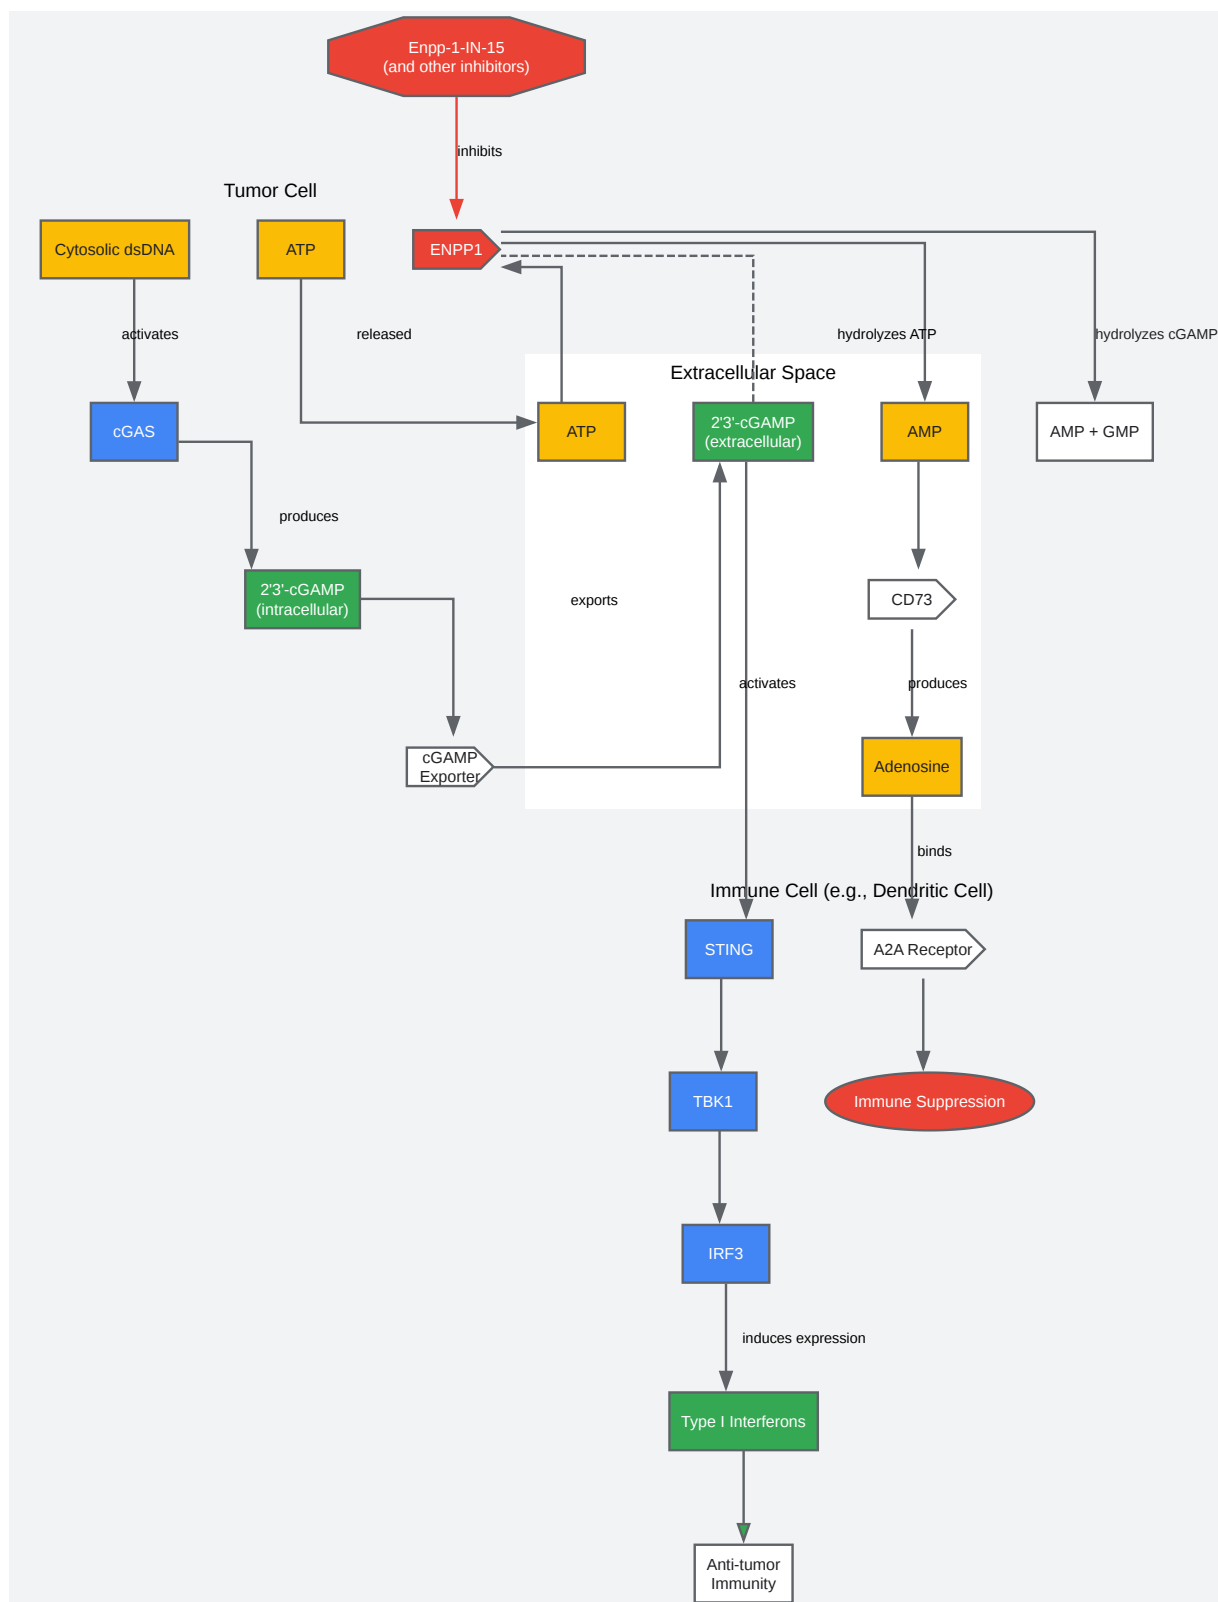 Enpp-1-IN-15
(and other inhibitors)
inhibits
Tumor Cell
Cytosolic dsDNA
ATP
ENPP1
activates
released
hydrolyzes ATP
hydrolyzes cGAMP
Extracellular Space
cGAS
ATP
2'3'-cGAMP
(extracellular)
AMP
AMP + GMP
produces
2'3'-cGAMP
(intracellular)
exports
CD73
activates
produces
cGAMP
Exporter
Adenosine
binds
Immune Cell (e.g., Dendritic Cell)
STING
A2A Receptor
TBK1
Immune Suppression
IRF3
induces expression
Type I Interferons
Anti-tumor
Immunity